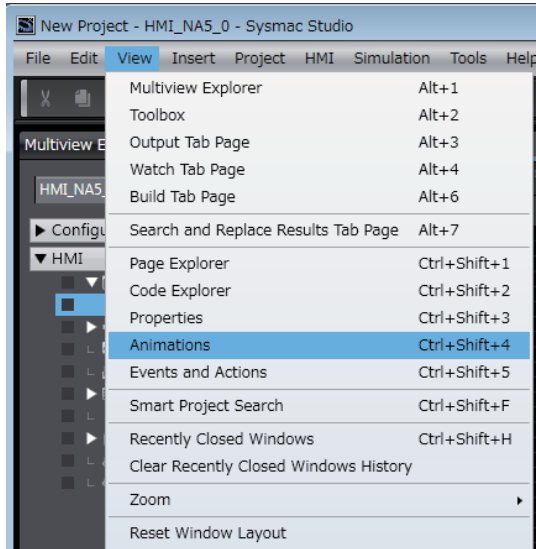 New Project - HMI_NA5_0 - Sysmac Studio
File Edit View Insert Project HMI Simulation Tools Help
Multiview E
HMI_NA5_
Configu
HMI
Multiview Explorer Alt+1
Toolbox Alt+2
Output Tab Page Alt+3
Watch Tab Page Alt+4
Build Tab Page Alt+6
Search and Replace Results Tab Page Alt+7
Page Explorer Ctrl+Shift+1
Code Explorer Ctrl+Shift+2
Properties Ctrl+Shift+3
Animations Ctrl+Shift+4
Events and Actions Ctrl+Shift+5
Smart Project Search Ctrl+Shift+F
Recently Closed Windows Ctrl+Shift+H
Clear Recently Closed Windows History
Zoom
Reset Window Layout